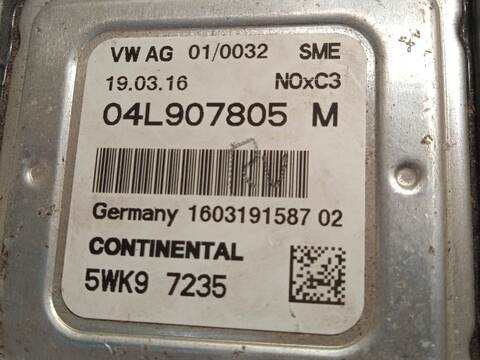 VW AG 01/0032 SME
19.03.16 NOxC3
04L907805 M
Germany 1603191587 02
CONTINENTAL
5WK9 7235